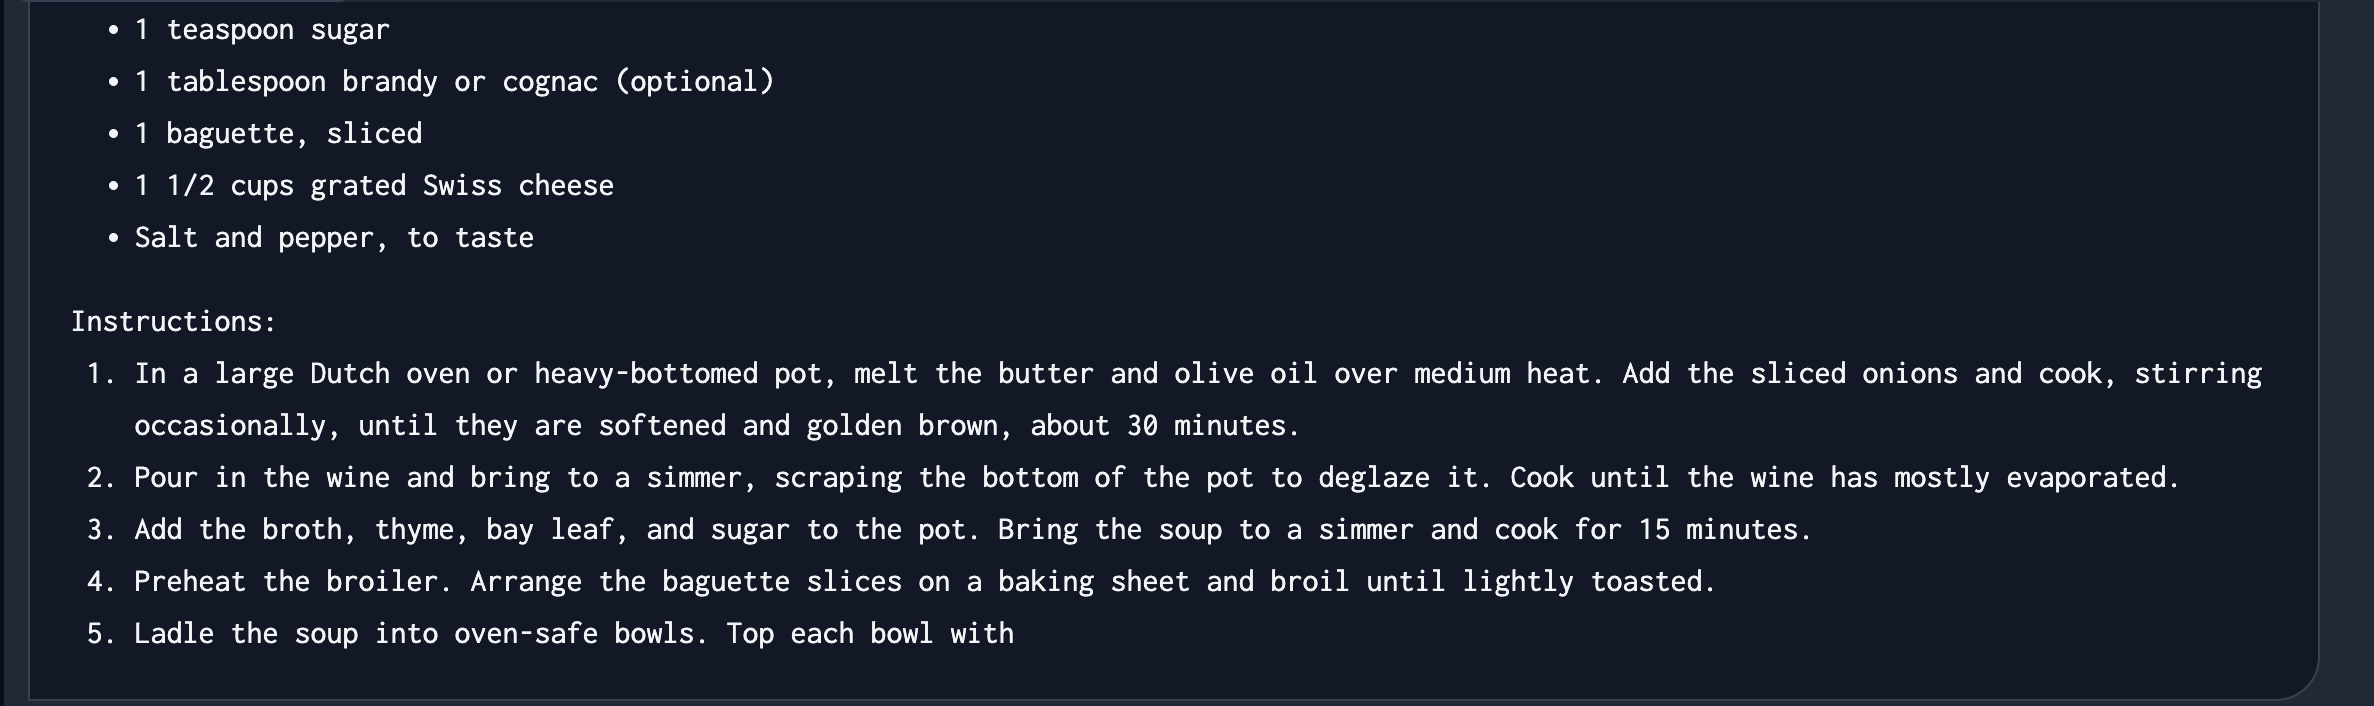 • 1 teaspoon sugar
• 1 tablespoon brandy or cognac (optional)
• 1 baguette, sliced
• 1 1/2 cups grated Swiss cheese
• Salt and pepper, to taste
Instructions:
1. In a large Dutch oven or heavy-bottomed pot, melt the butter and olive oil over medium heat. Add the sliced onions and cook, stirring
occasionally, until they are softened and golden brown, about 30 minutes.
2. Pour in the wine and bring to a simmer, scraping the bottom of the pot to deglaze it. Cook until the wine has mostly evaporated.
3. Add the broth, thyme, bay leaf, and sugar to the pot. Bring the soup to a simmer and cook for 15 minutes.
4. Preheat the broiler. Arrange the baguette slices on a baking sheet and broil until lightly toasted.
5. Ladle the soup into oven-safe bowls. Top each bowl with